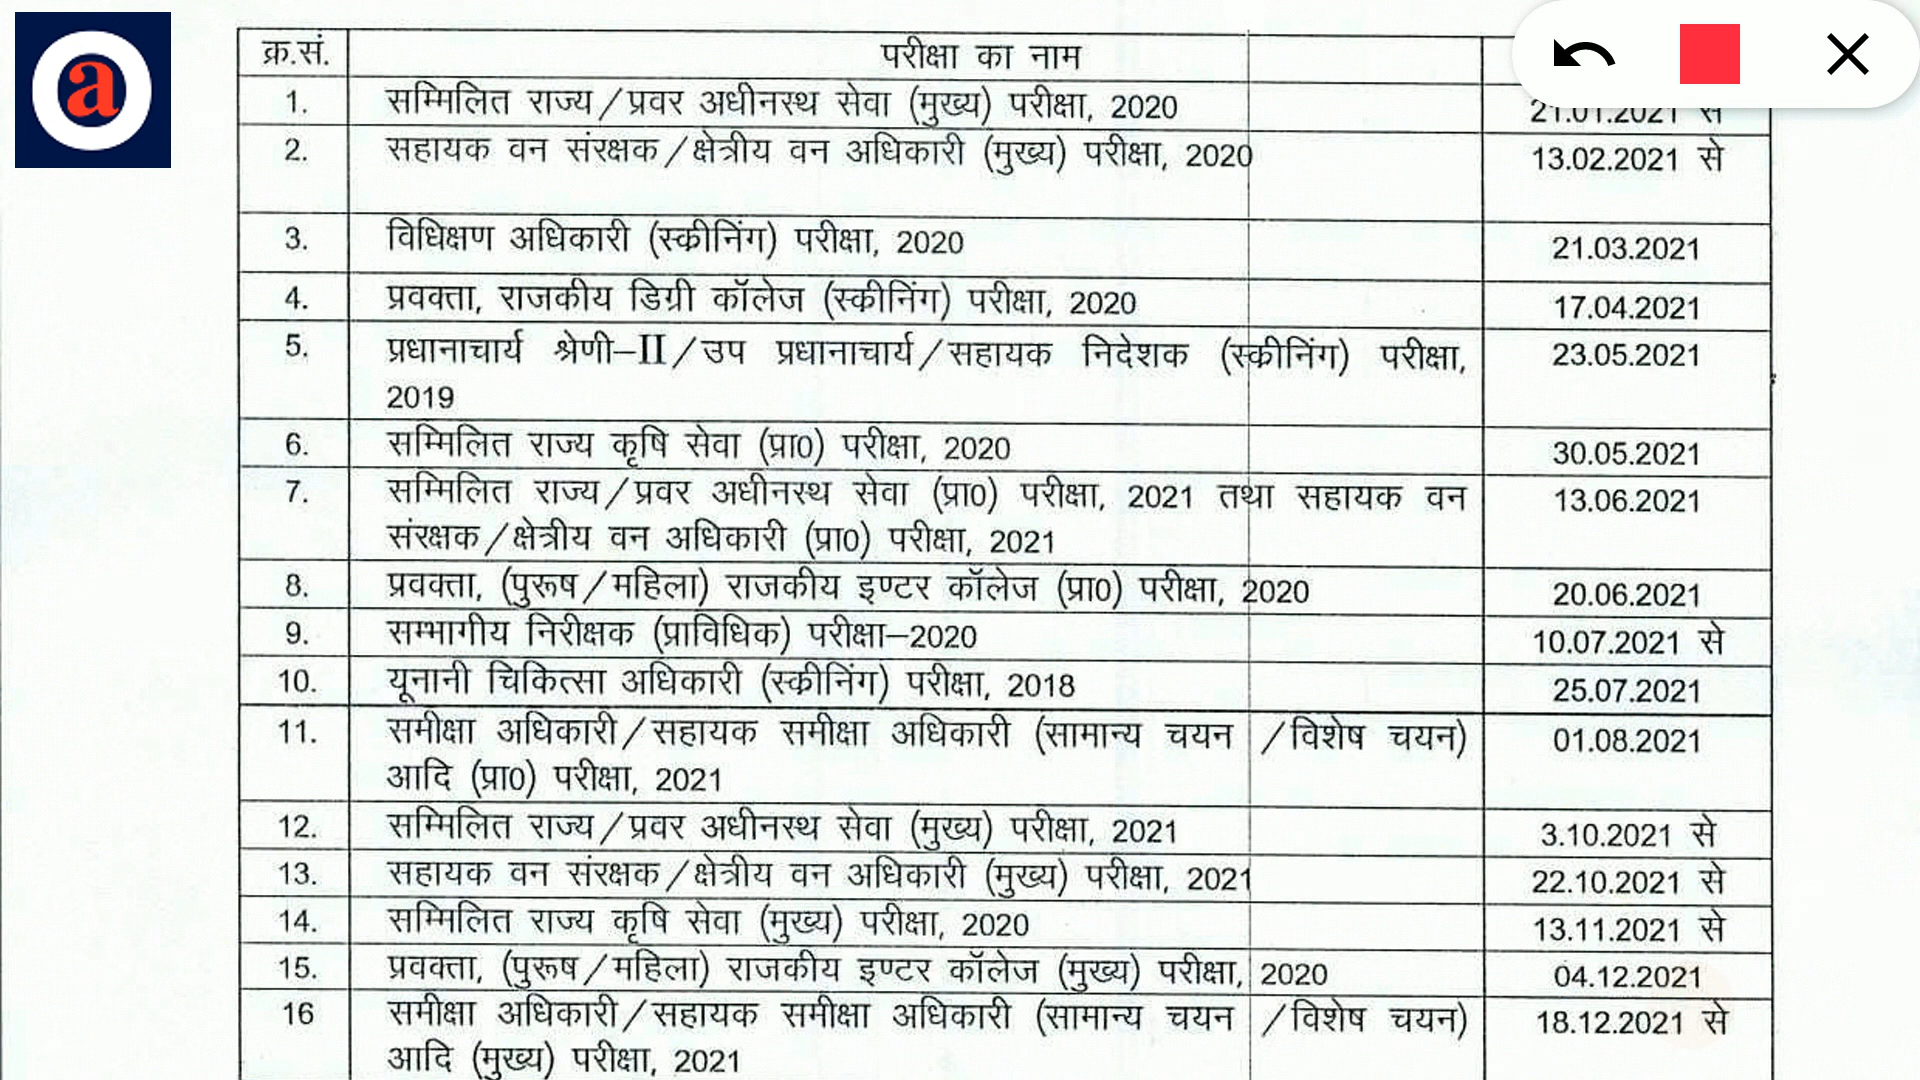 a
क्र.सं. परीक्षा का नाम
1. सम्मिलित राज्य/प्रवर अधीनस्थ सेवा (मुख्य) परीक्षा, 2020 21.01.2021 से
2. सहायक वन संरक्षक/क्षेत्रीय वन अधिकारी (मुख्य) परीक्षा, 2020 13.02.2021 से
3. विधिक्षण अधिकारी (स्क्रीनिंग) परीक्षा, 2020 21.03.2021
4. प्रवक्ता, राजकीय डिग्री कॉलेज (स्क्रीनिंग) परीक्षा, 2020 17.04.2021
5. प्रधानाचार्य श्रेणी–II/उप प्रधानाचार्य/सहायक निदेशक (स्क्रीनिंग) परीक्षा, 23.05.2021
2019
6. सम्मिलित राज्य कृषि सेवा (प्रा0) परीक्षा, 2020 30.05.2021
7. सम्मिलित राज्य/प्रवर अधीनस्थ सेवा (प्रा0) परीक्षा, 2021 तथा सहायक वन 13.06.2021
संरक्षक/क्षेत्रीय वन अधिकारी (प्रा0) परीक्षा, 2021
8. प्रवक्ता, (पुरूष/महिला) राजकीय इण्टर कॉलेज (प्रा0) परीक्षा, 2020 20.06.2021
9. सम्भागीय निरीक्षक (प्राविधिक) परीक्षा–2020 10.07.2021 से
10. यूनानी चिकित्सा अधिकारी (स्क्रीनिंग) परीक्षा, 2018 25.07.2021
11. समीक्षा अधिकारी/सहायक समीक्षा अधिकारी (सामान्य चयन /विशेष चयन) 01.08.2021
आदि (प्रा0) परीक्षा, 2021
12. सम्मिलित राज्य/प्रवर अधीनस्थ सेवा (मुख्य) परीक्षा, 2021 3.10.2021 से
13. सहायक वन संरक्षक/क्षेत्रीय वन अधिकारी (मुख्य) परीक्षा, 2021 22.10.2021 से
14. सम्मिलित राज्य कृषि सेवा (मुख्य) परीक्षा, 2020 13.11.2021 से
15. प्रवक्ता, (पुरूष/महिला) राजकीय इण्टर कॉलेज (मुख्य) परीक्षा, 2020 04.12.2021
16 समीक्षा अधिकारी/सहायक समीक्षा अधिकारी (सामान्य चयन /विशेष चयन) 18.12.2021 से
आदि (मुख्य) परीक्षा, 2021